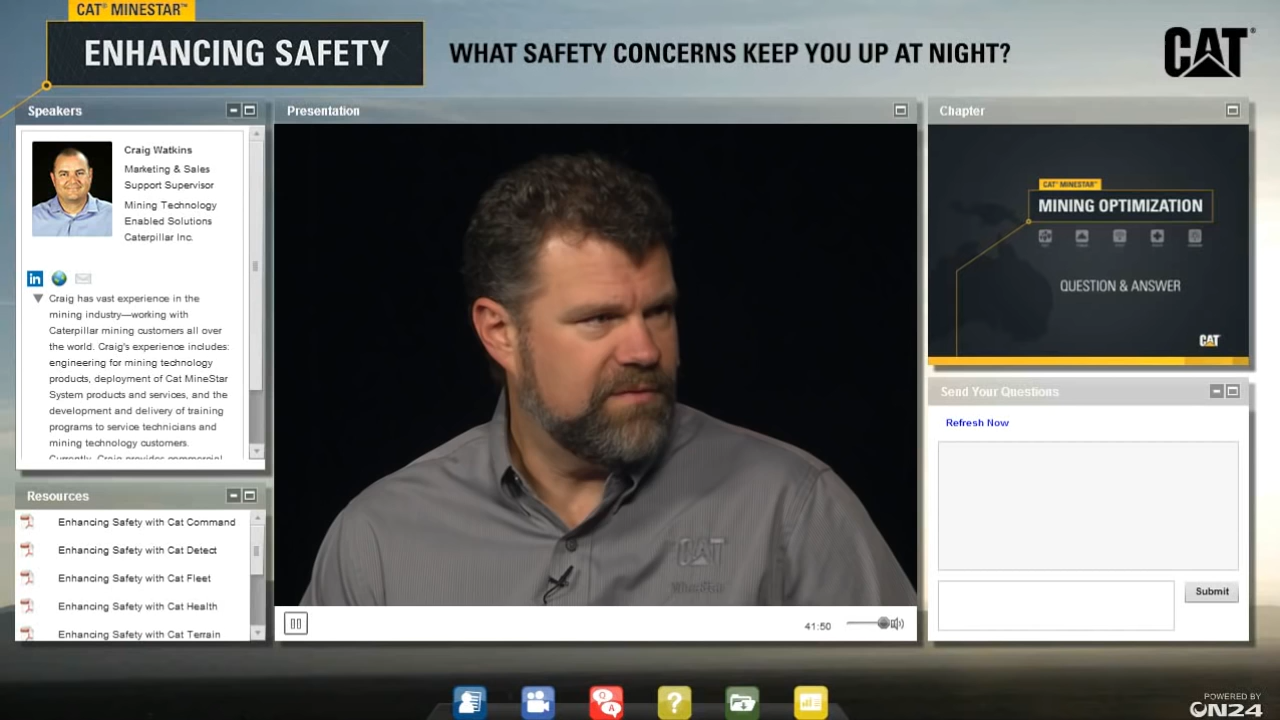 CAT® MINESTAR™
ENHANCING SAFETY
WHAT SAFETY CONCERNS KEEP YOU UP AT NIGHT?
CAT®
Speakers
Craig Watkins
Marketing & Sales
Support Supervisor
Mining Technology
Enabled Solutions
Caterpillar Inc.
in
Craig has vast experience in the
mining industry—working with
Caterpillar mining customers all over
the world. Craig's experience includes:
engineering for mining technology
products, deployment of Cat MineStar
System products and services, and the
development and delivery of training
programs to service technicians and
mining technology customers.
Currently, Craig provides commercial
Resources
Enhancing Safety with Cat Command
Enhancing Safety with Cat Detect
Enhancing Safety with Cat Fleet
Enhancing Safety with Cat Health
Enhancing Safety with Cat Terrain
Presentation
CAT
MineStar
41:50
Chapter
CAT® MINESTAR™
MINING OPTIMIZATION
QUESTION & ANSWER
CAT
Send Your Questions
Refresh Now
Submit
Q
A
?
POWERED BY
ON24